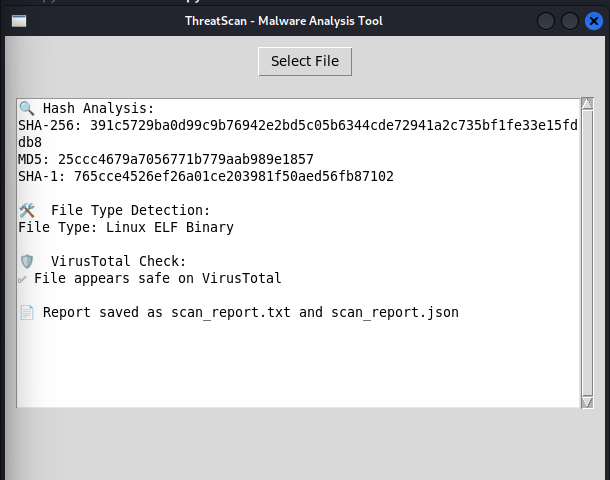 ThreatScan - Malware Analysis Tool
Select File
🔍 Hash Analysis:
SHA-256: 391c5729ba0d99c9b76942e2bd5c05b6344cde72941a2c735bf1fe33e15fd
db8
MD5: 25ccc4679a7056771b779aab989e1857
SHA-1: 765cce4526ef26a01ce203981f50aed56fb87102
🛠️ File Type Detection:
File Type: Linux ELF Binary
🛡️ VirusTotal Check:
✅ File appears safe on VirusTotal
📄 Report saved as scan_report.txt and scan_report.json